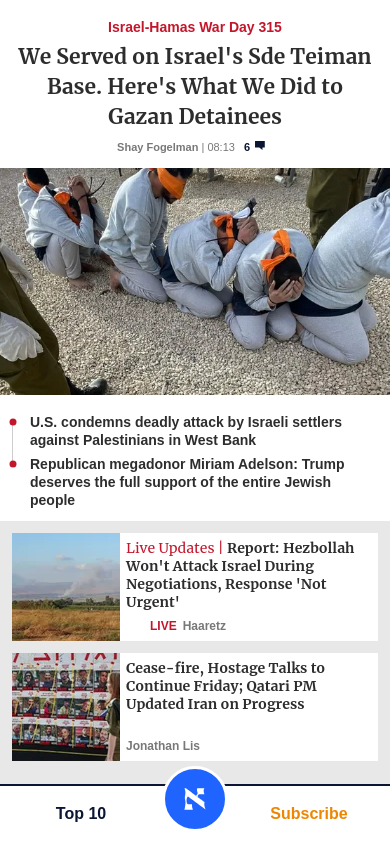 Israel-Hamas War Day 315
We Served on Israel's Sde Teiman
Base. Here's What We Did to
Gazan Detainees
Shay Fogelman | 08:13 6
U.S. condemns deadly attack by Israeli settlers
against Palestinians in West Bank
Republican megadonor Miriam Adelson: Trump
deserves the full support of the entire Jewish
people
Live Updates | Report: Hezbollah
Won't Attack Israel During
Negotiations, Response 'Not
Urgent'
LIVE Haaretz
Cease-fire, Hostage Talks to
Continue Friday; Qatari PM
Updated Iran on Progress
Jonathan Lis
Top 10
Subscribe